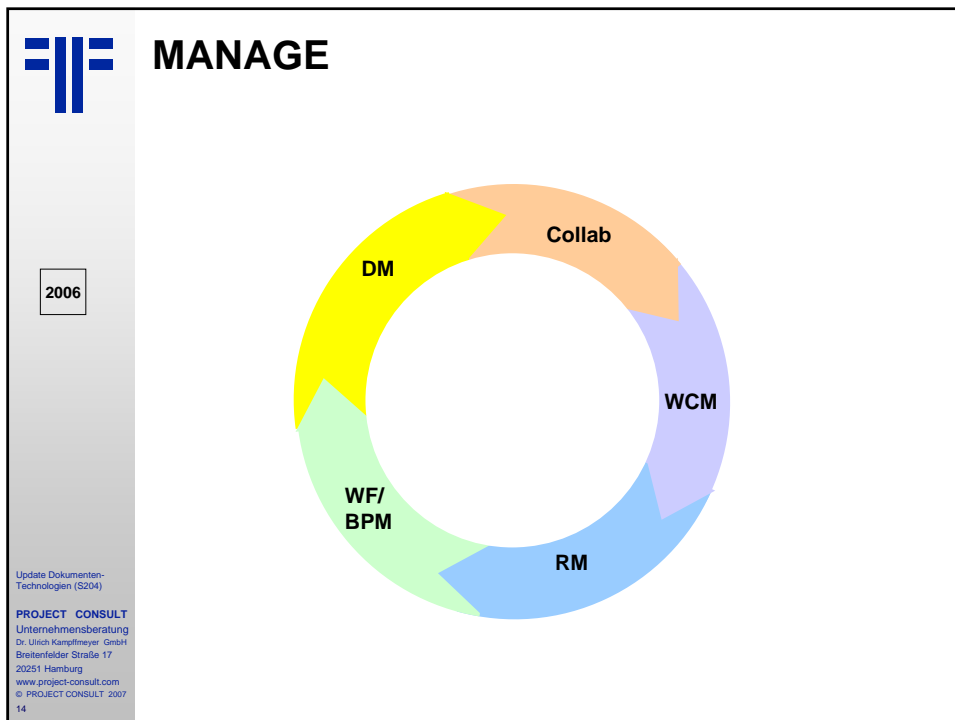 MANAGE
2006
Collab
DM
WCM
WF/
BPM
RM
Update Dokumenten-
Technologien (S204)
PROJECT CONSULT
Unternehmensberatung
Dr. Ulrich Kampffmeyer GmbH
Breitenfelder Straße 17
20251 Hamburg
www.project-consult.com
© PROJECT CONSULT 2007
14